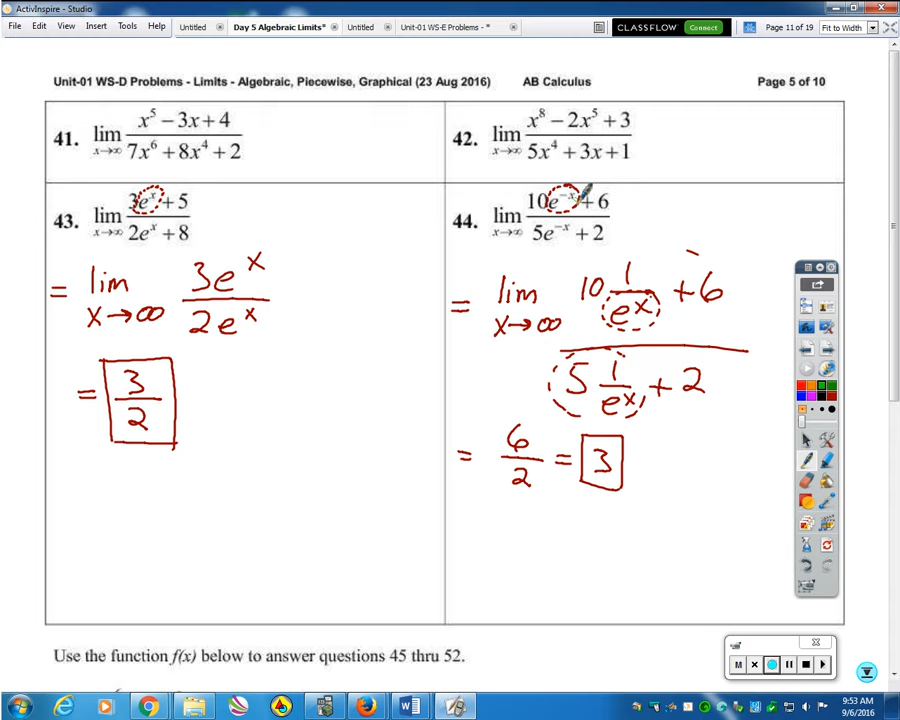 ActivInspire - Studio
File Edit View Insert Tools Help Untitled Day 5 Algebraic Limits* Untitled Unit-01 WS-E Problems - * CLASSFLOW Connect Page 11 of 19 Fit to Width
Unit-01 WS-D Problems - Limits - Algebraic, Piecewise, Graphical (23 Aug 2016) AB Calculus Page 5 of 10
41. lim x→∞ (x⁵ − 3x + 4)/(7x⁶ + 8x⁴ + 2)
42. lim x→∞ (x⁸ − 2x⁵ + 3)/(5x⁴ + 3x + 1)
43. lim x→∞ (3eˣ + 5)/(2eˣ + 8)
= lim x→∞ 3eˣ/2eˣ
= 3/2
44. lim x→∞ (10e⁻ˣ + 6)/(5e⁻ˣ + 2)
= lim x→∞ (10 1/eˣ + 6)/(5 1/eˣ + 2)
= 6/2 = 3
Use the function f(x) below to answer questions 45 thru 52.
M
9:53 AM
9/6/2016